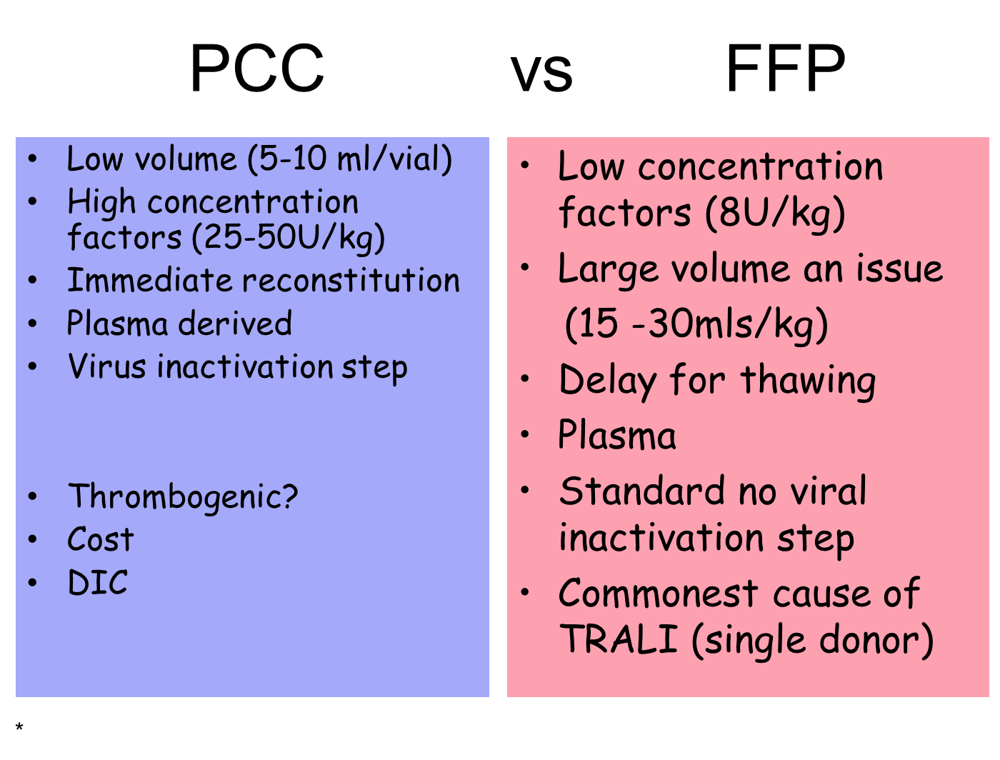 PCC vs FFP
• Low volume (5-10 ml/vial)
• High concentration
factors (25-50U/kg)
• Immediate reconstitution
• Plasma derived
• Virus inactivation step
• Thrombogenic?
• Cost
• DIC
• Low concentration
factors (8U/kg)
• Large volume an issue
(15 -30mls/kg)
• Delay for thawing
• Plasma
• Standard no viral
inactivation step
• Commonest cause of
TRALI (single donor)
*